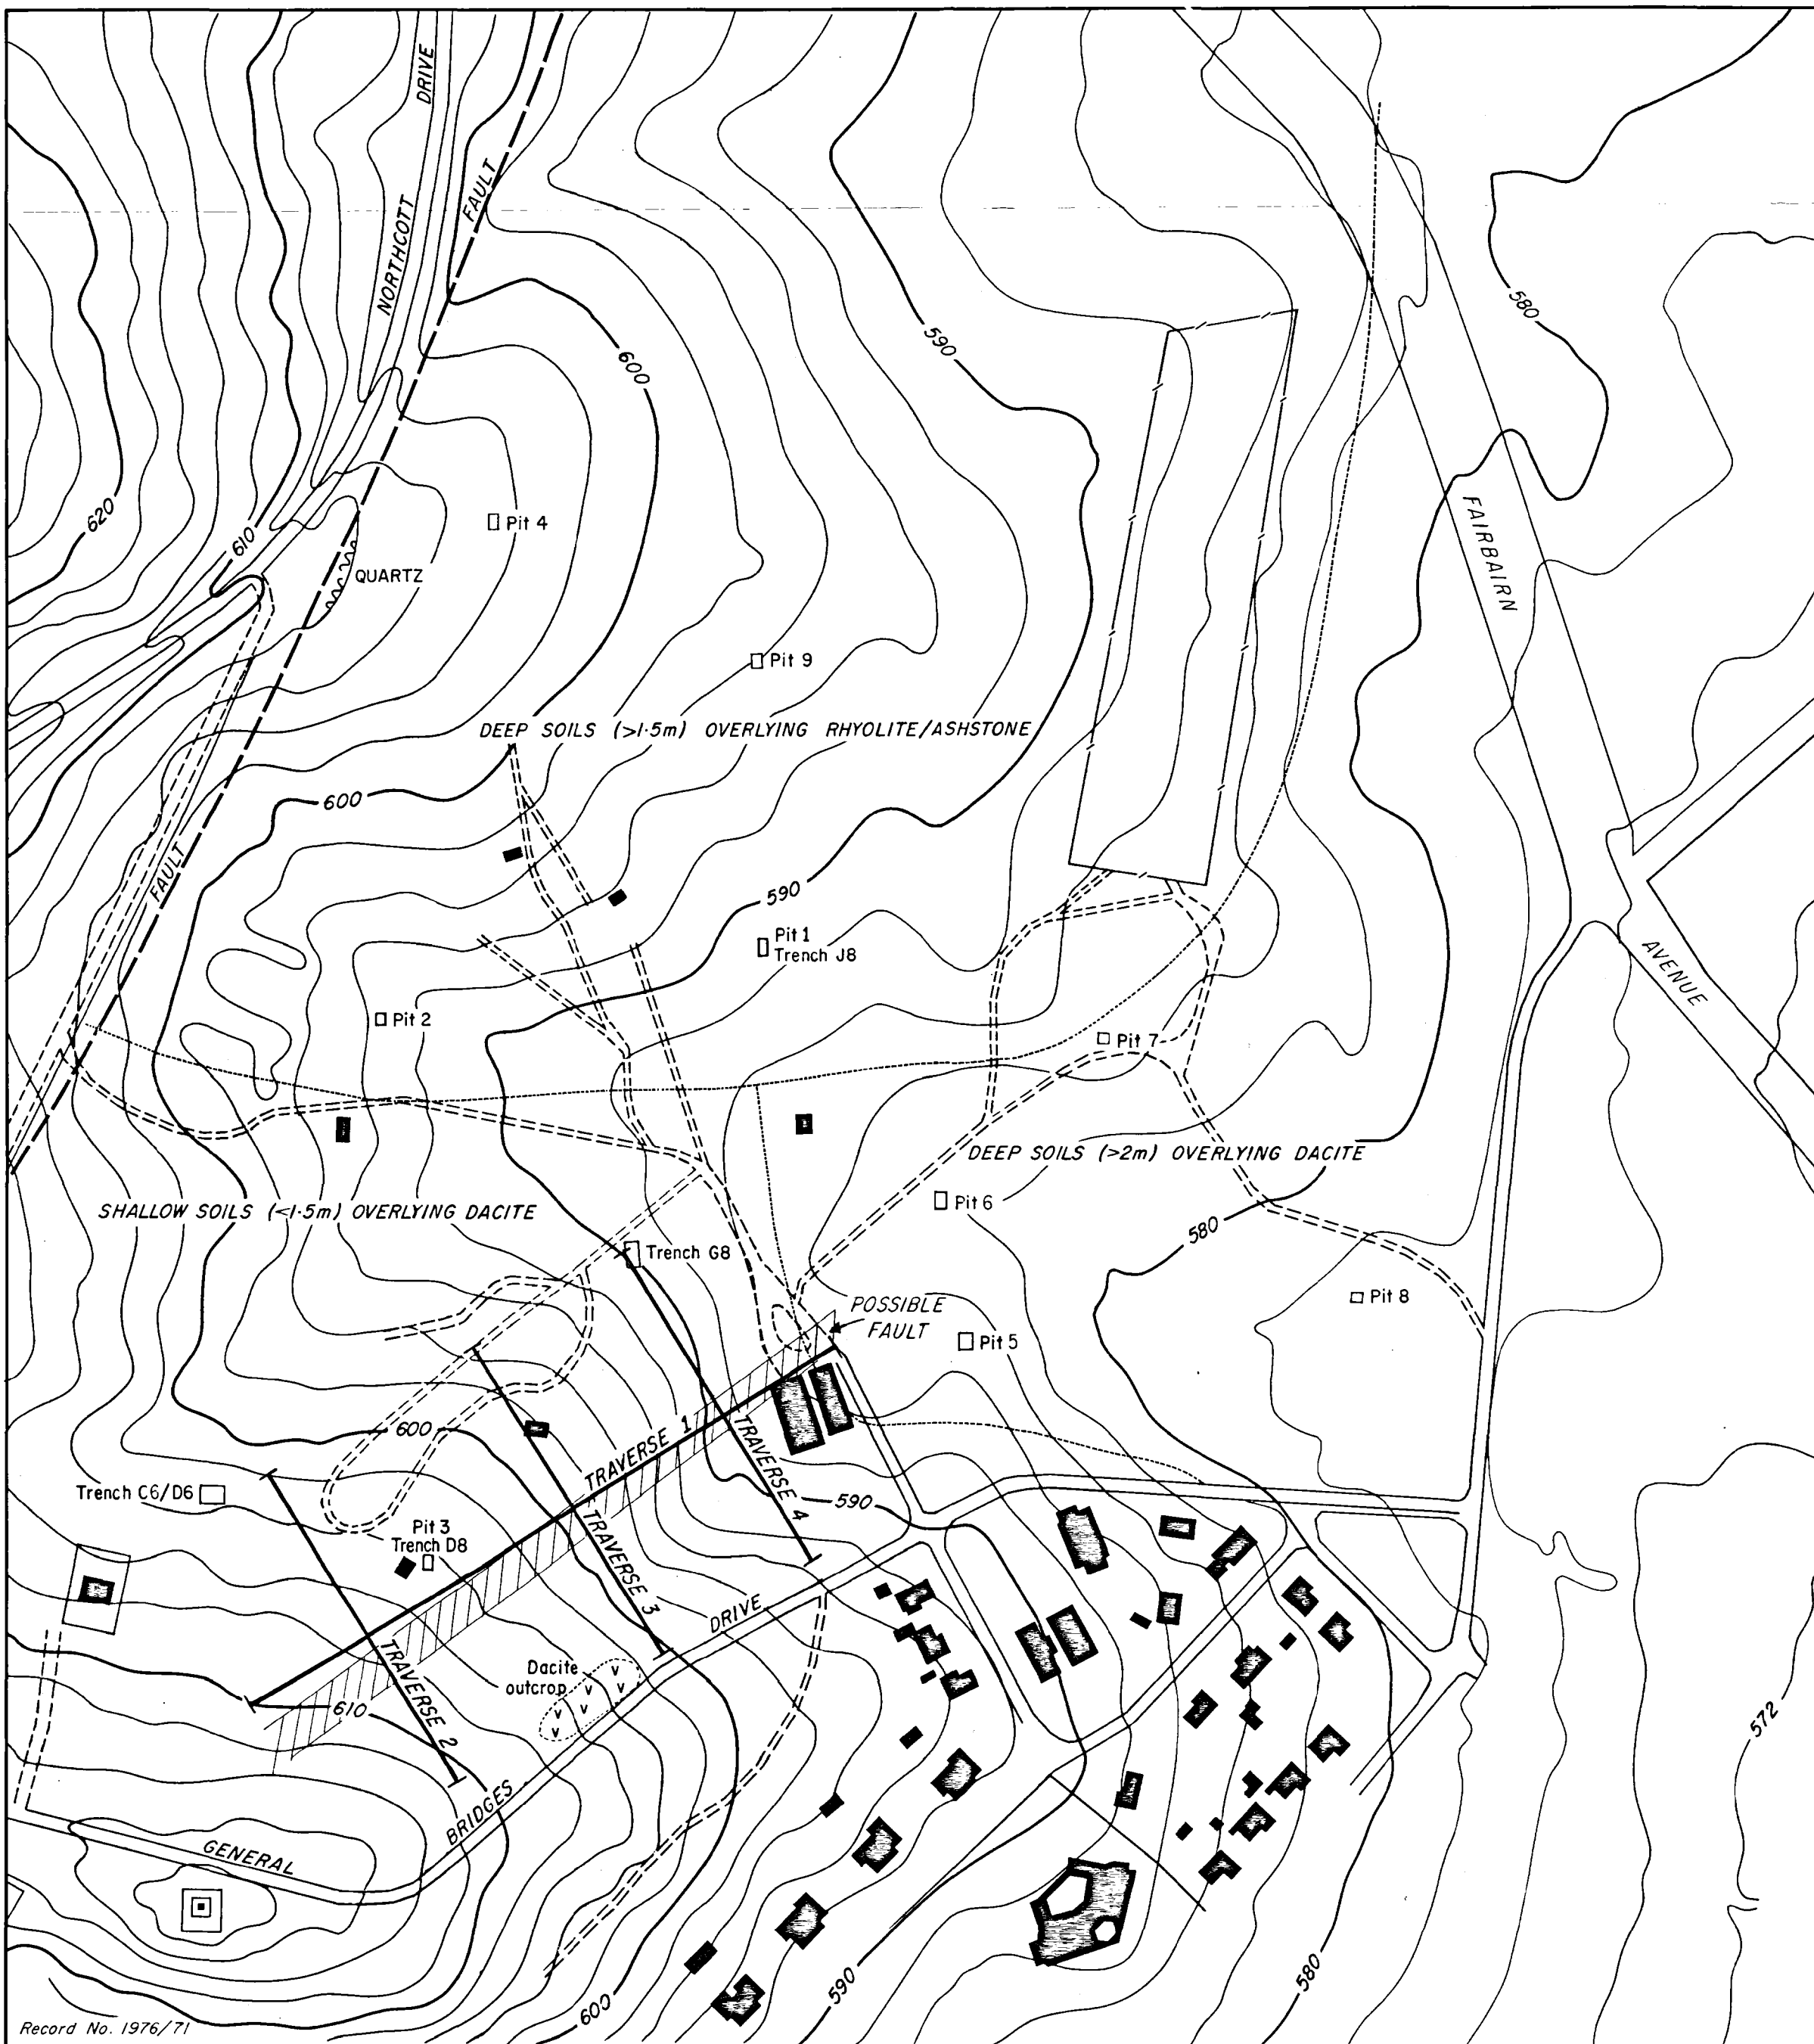 DRIVE
NORTHCOTT
FAULT
580
590
600
620
610
Pit 4
QUARTZ
FAIRBAIRN
Pit 9
DEEP SOILS (>1·5m) OVERLYING RHYOLITE/ASHSTONE
600
FAULT
590
Pit 1
Trench J8
AVENUE
Pit 2
Pit 7
DEEP SOILS (>2m) OVERLYING DACITE
SHALLOW SOILS (<1·5m) OVERLYING DACITE
Pit 6
580
Trench G8
POSSIBLE
FAULT
Pit 8
Pit 5
600
TRAVERSE 1
TRAVERSE 4
Trench C6/D6
590
Pit 3
Trench D8
TRAVERSE 3
DRIVE
TRAVERSE 2
Dacite
outcrop
610
572
BRIDGES
GENERAL
590
580
600
Record No. 1976/71